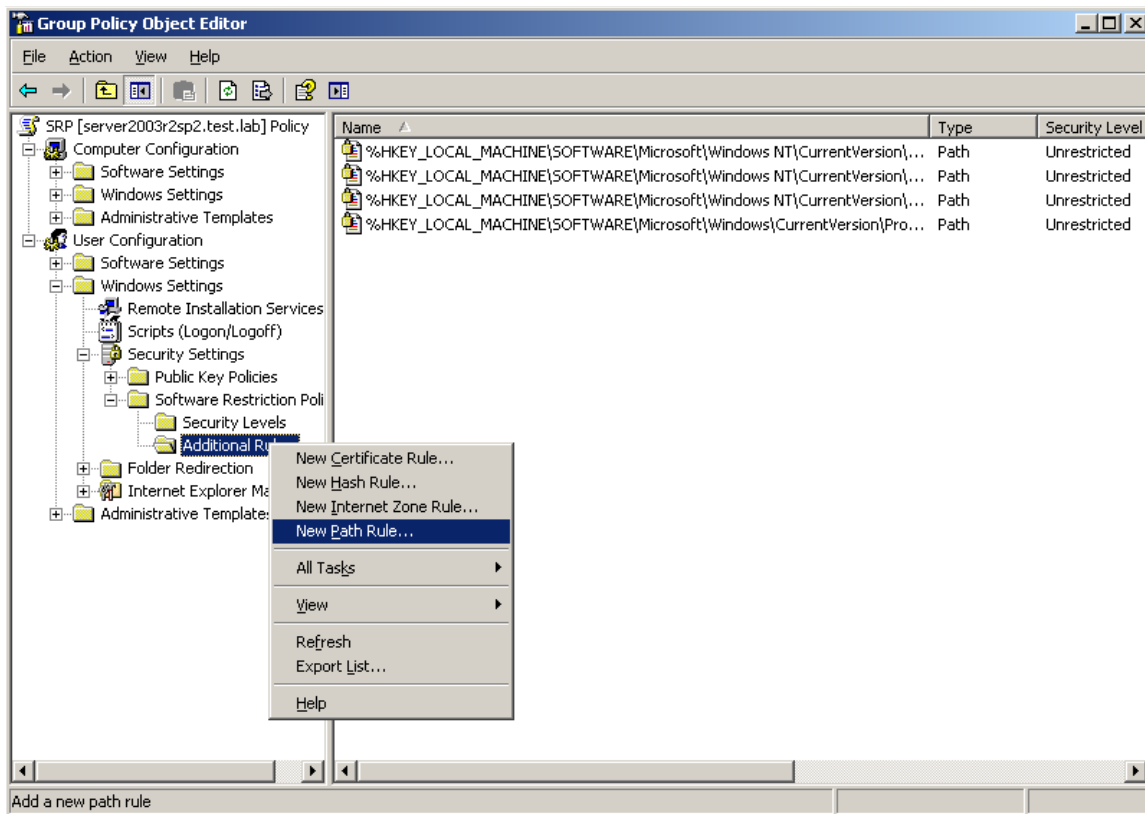 Group Policy Object Editor
File Action View Help
SRP [server2003r2sp2.test.lab] Policy
Computer Configuration
Software Settings
Windows Settings
Administrative Templates
User Configuration
Software Settings
Windows Settings
Remote Installation Services
Scripts (Logon/Logoff)
Security Settings
Public Key Policies
Software Restriction Poli
Security Levels
Additional Ru
Folder Redirection
Internet Explorer Ma
Administrative Templates
Name Type Security Level
%HKEY_LOCAL_MACHINE\SOFTWARE\Microsoft\Windows NT\CurrentVersion\... Path Unrestricted
%HKEY_LOCAL_MACHINE\SOFTWARE\Microsoft\Windows NT\CurrentVersion\... Path Unrestricted
%HKEY_LOCAL_MACHINE\SOFTWARE\Microsoft\Windows NT\CurrentVersion\... Path Unrestricted
%HKEY_LOCAL_MACHINE\SOFTWARE\Microsoft\Windows\CurrentVersion\Pro... Path Unrestricted
New Certificate Rule...
New Hash Rule...
New Internet Zone Rule...
New Path Rule...
All Tasks
View
Refresh
Export List...
Help
Add a new path rule